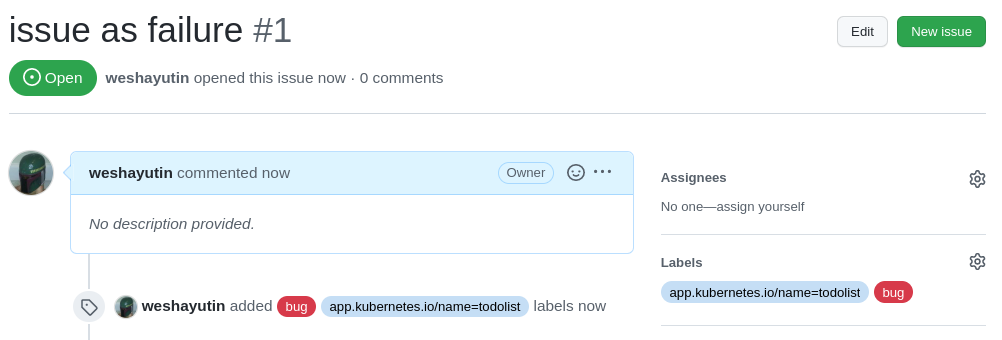 issue as failure #1
Edit
New issue
Open
weshayutin opened this issue now · 0 comments
weshayutin commented now
Owner
No description provided.
Assignees
No one—assign yourself
Labels
app.kubernetes.io/name=todolist bug
weshayutin added bug app.kubernetes.io/name=todolist labels now